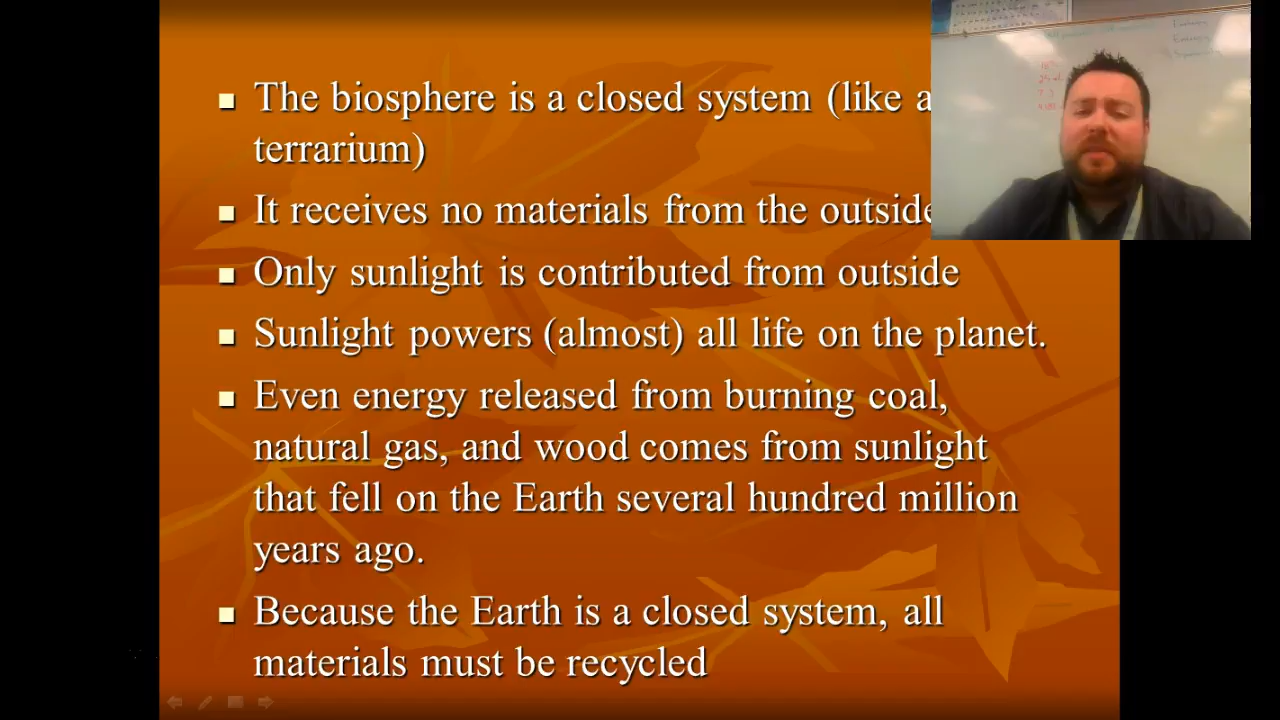 The biosphere is a closed system (like a
terrarium)
It receives no materials from the outside
Only sunlight is contributed from outside
Sunlight powers (almost) all life on the planet.
Even energy released from burning coal,
natural gas, and wood comes from sunlight
that fell on the Earth several hundred million
years ago.
Because the Earth is a closed system, all
materials must be recycled